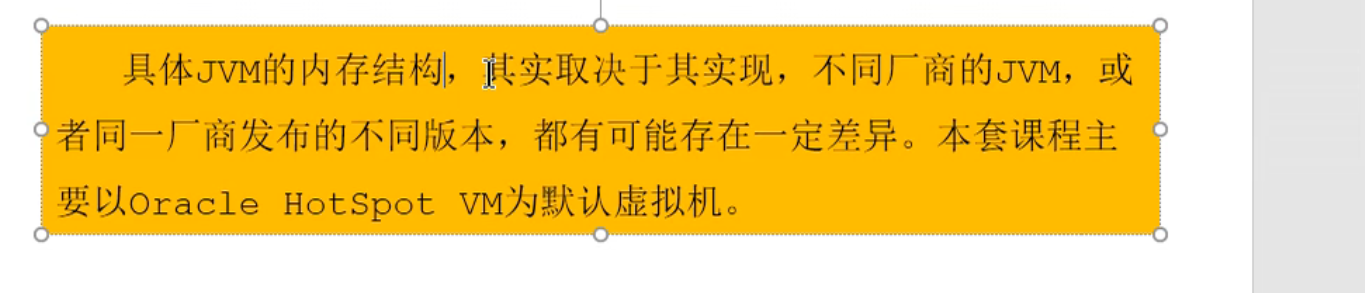 具体JVM的内存结构，其实取决于其实现，不同厂商的JVM，或
者同一厂商发布的不同版本，都有可能存在一定差异。本套课程主
要以Oracle HotSpot VM为默认虚拟机。